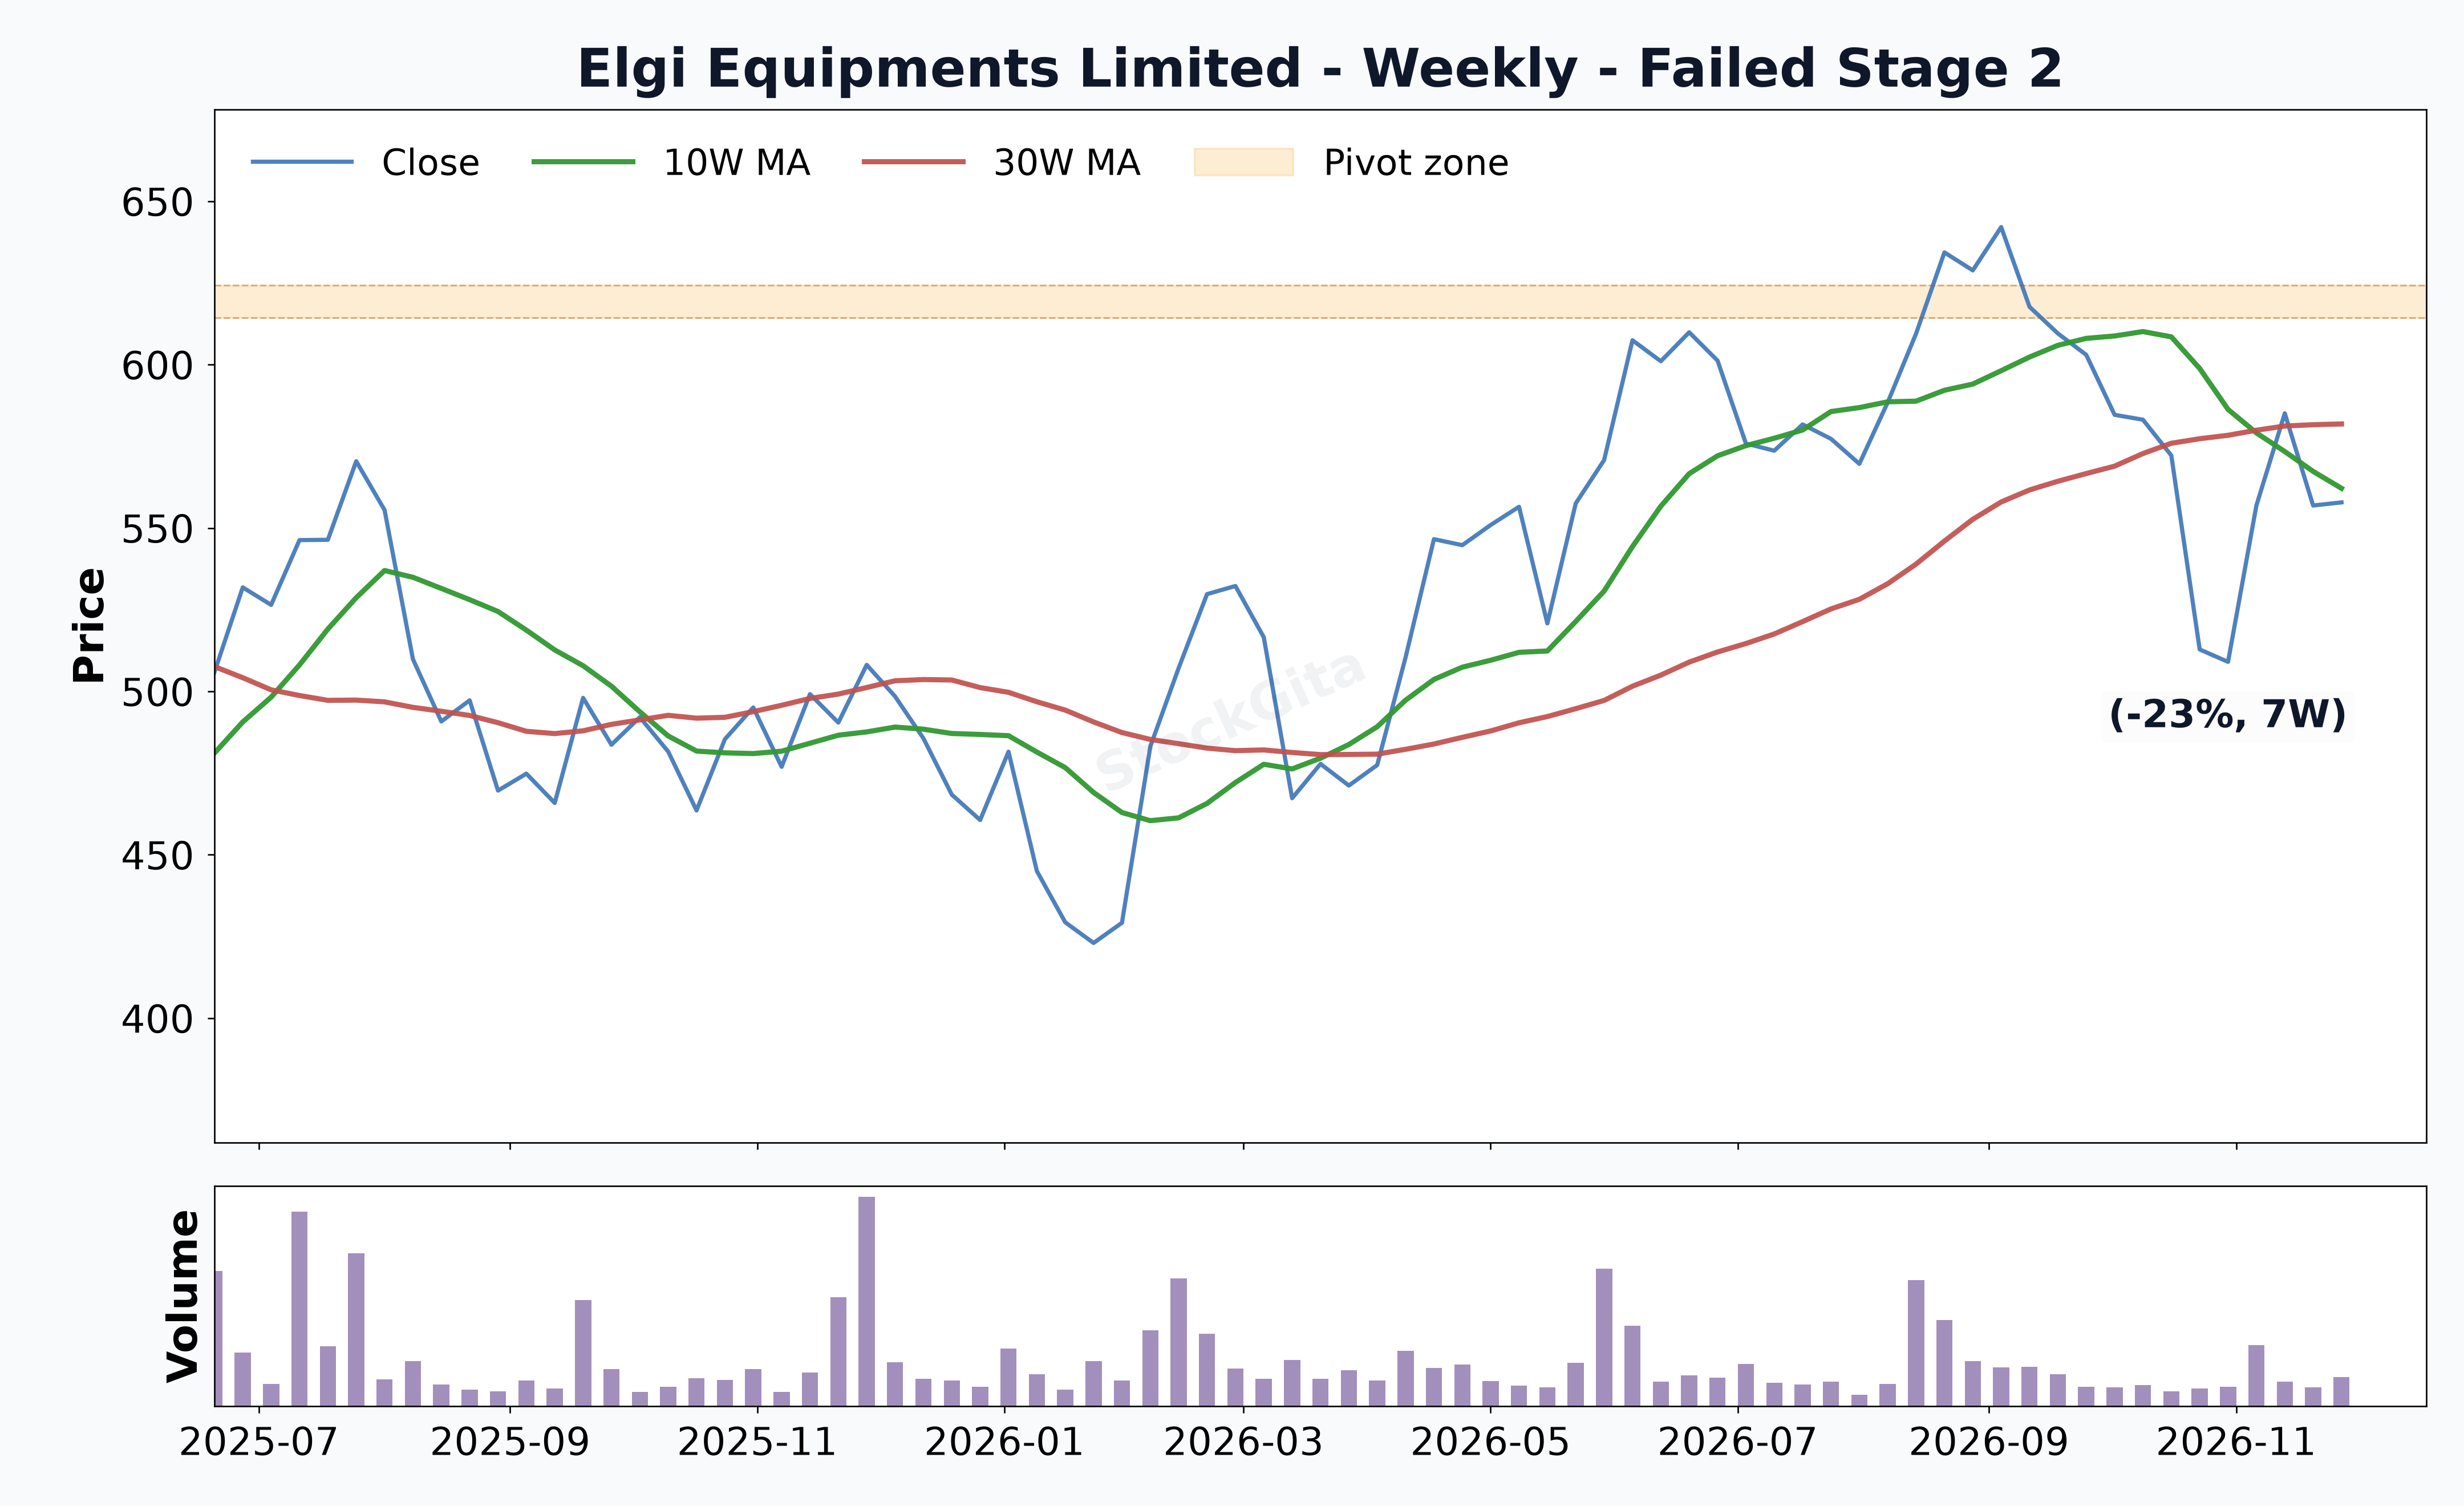 Elgi Equipments Limited - Weekly - Failed Stage 2
Close 10W MA 30W MA Pivot zone
650
600
550
500
450
400
Price
StockGita
(-23%, 7W)
Volume
2025-07 2025-09 2025-11 2026-01 2026-03 2026-05 2026-07 2026-09 2026-11